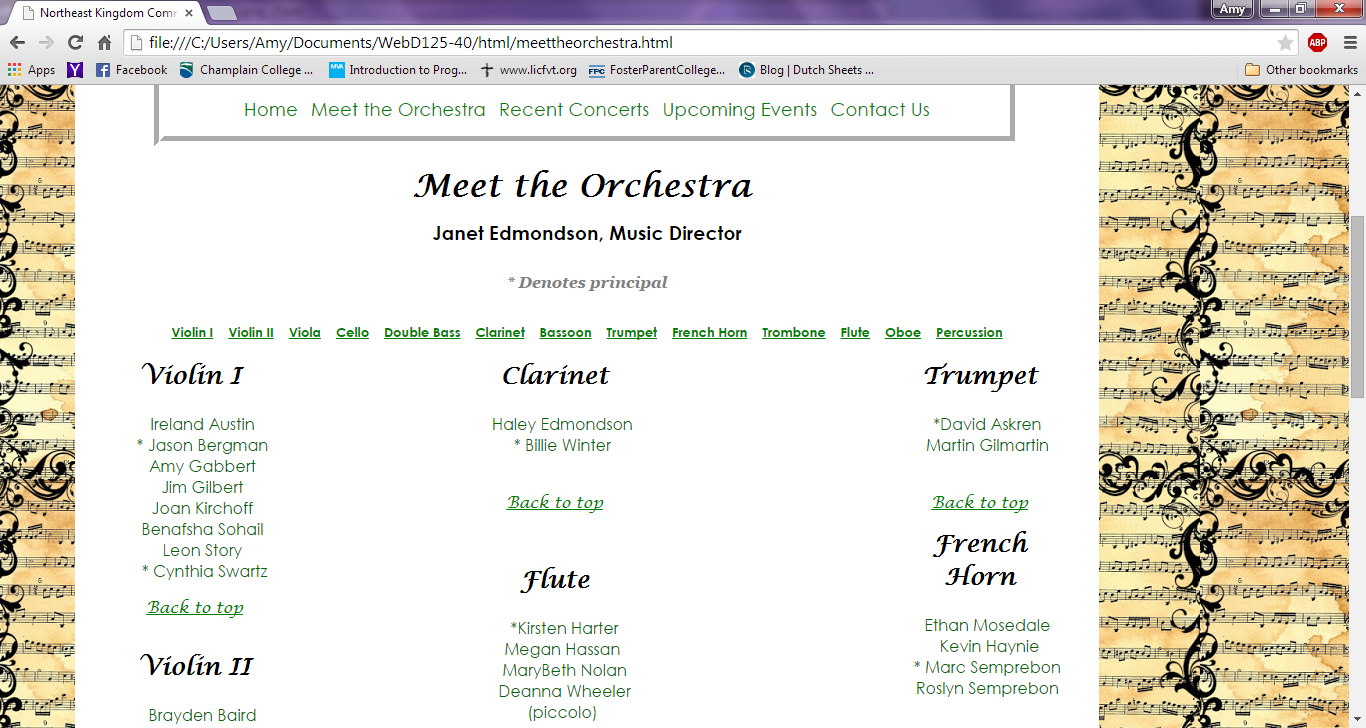 Northeast Kingdom Com
Amy
file:///C:/Users/Amy/Documents/WebD125-40/html/meettheorchestra.html
ABP
Apps
Facebook
Champlain College ...
Introduction to Prog...
www.licfvt.org
FPC
FosterParentCollege...
Blog | Dutch Sheets ...
Other bookmarks
Home Meet the Orchestra Recent Concerts Upcoming Events Contact Us
Meet the Orchestra
Janet Edmondson, Music Director
* Denotes principal
Violin I Violin II Viola Cello Double Bass Clarinet Bassoon Trumpet French Horn Trombone Flute Oboe Percussion
Violin I
Ireland Austin
* Jason Bergman
Amy Gabbert
Jim Gilbert
Joan Kirchoff
Benafsha Sohail
Leon Story
* Cynthia Swartz
Back to top
Violin II
Brayden Baird
Clarinet
Haley Edmondson
* Billie Winter
Back to top
Flute
*Kirsten Harter
Megan Hassan
MaryBeth Nolan
Deanna Wheeler
(piccolo)
Trumpet
*David Askren
Martin Gilmartin
Back to top
French
Horn
Ethan Mosedale
Kevin Haynie
* Marc Semprebon
Roslyn Semprebon